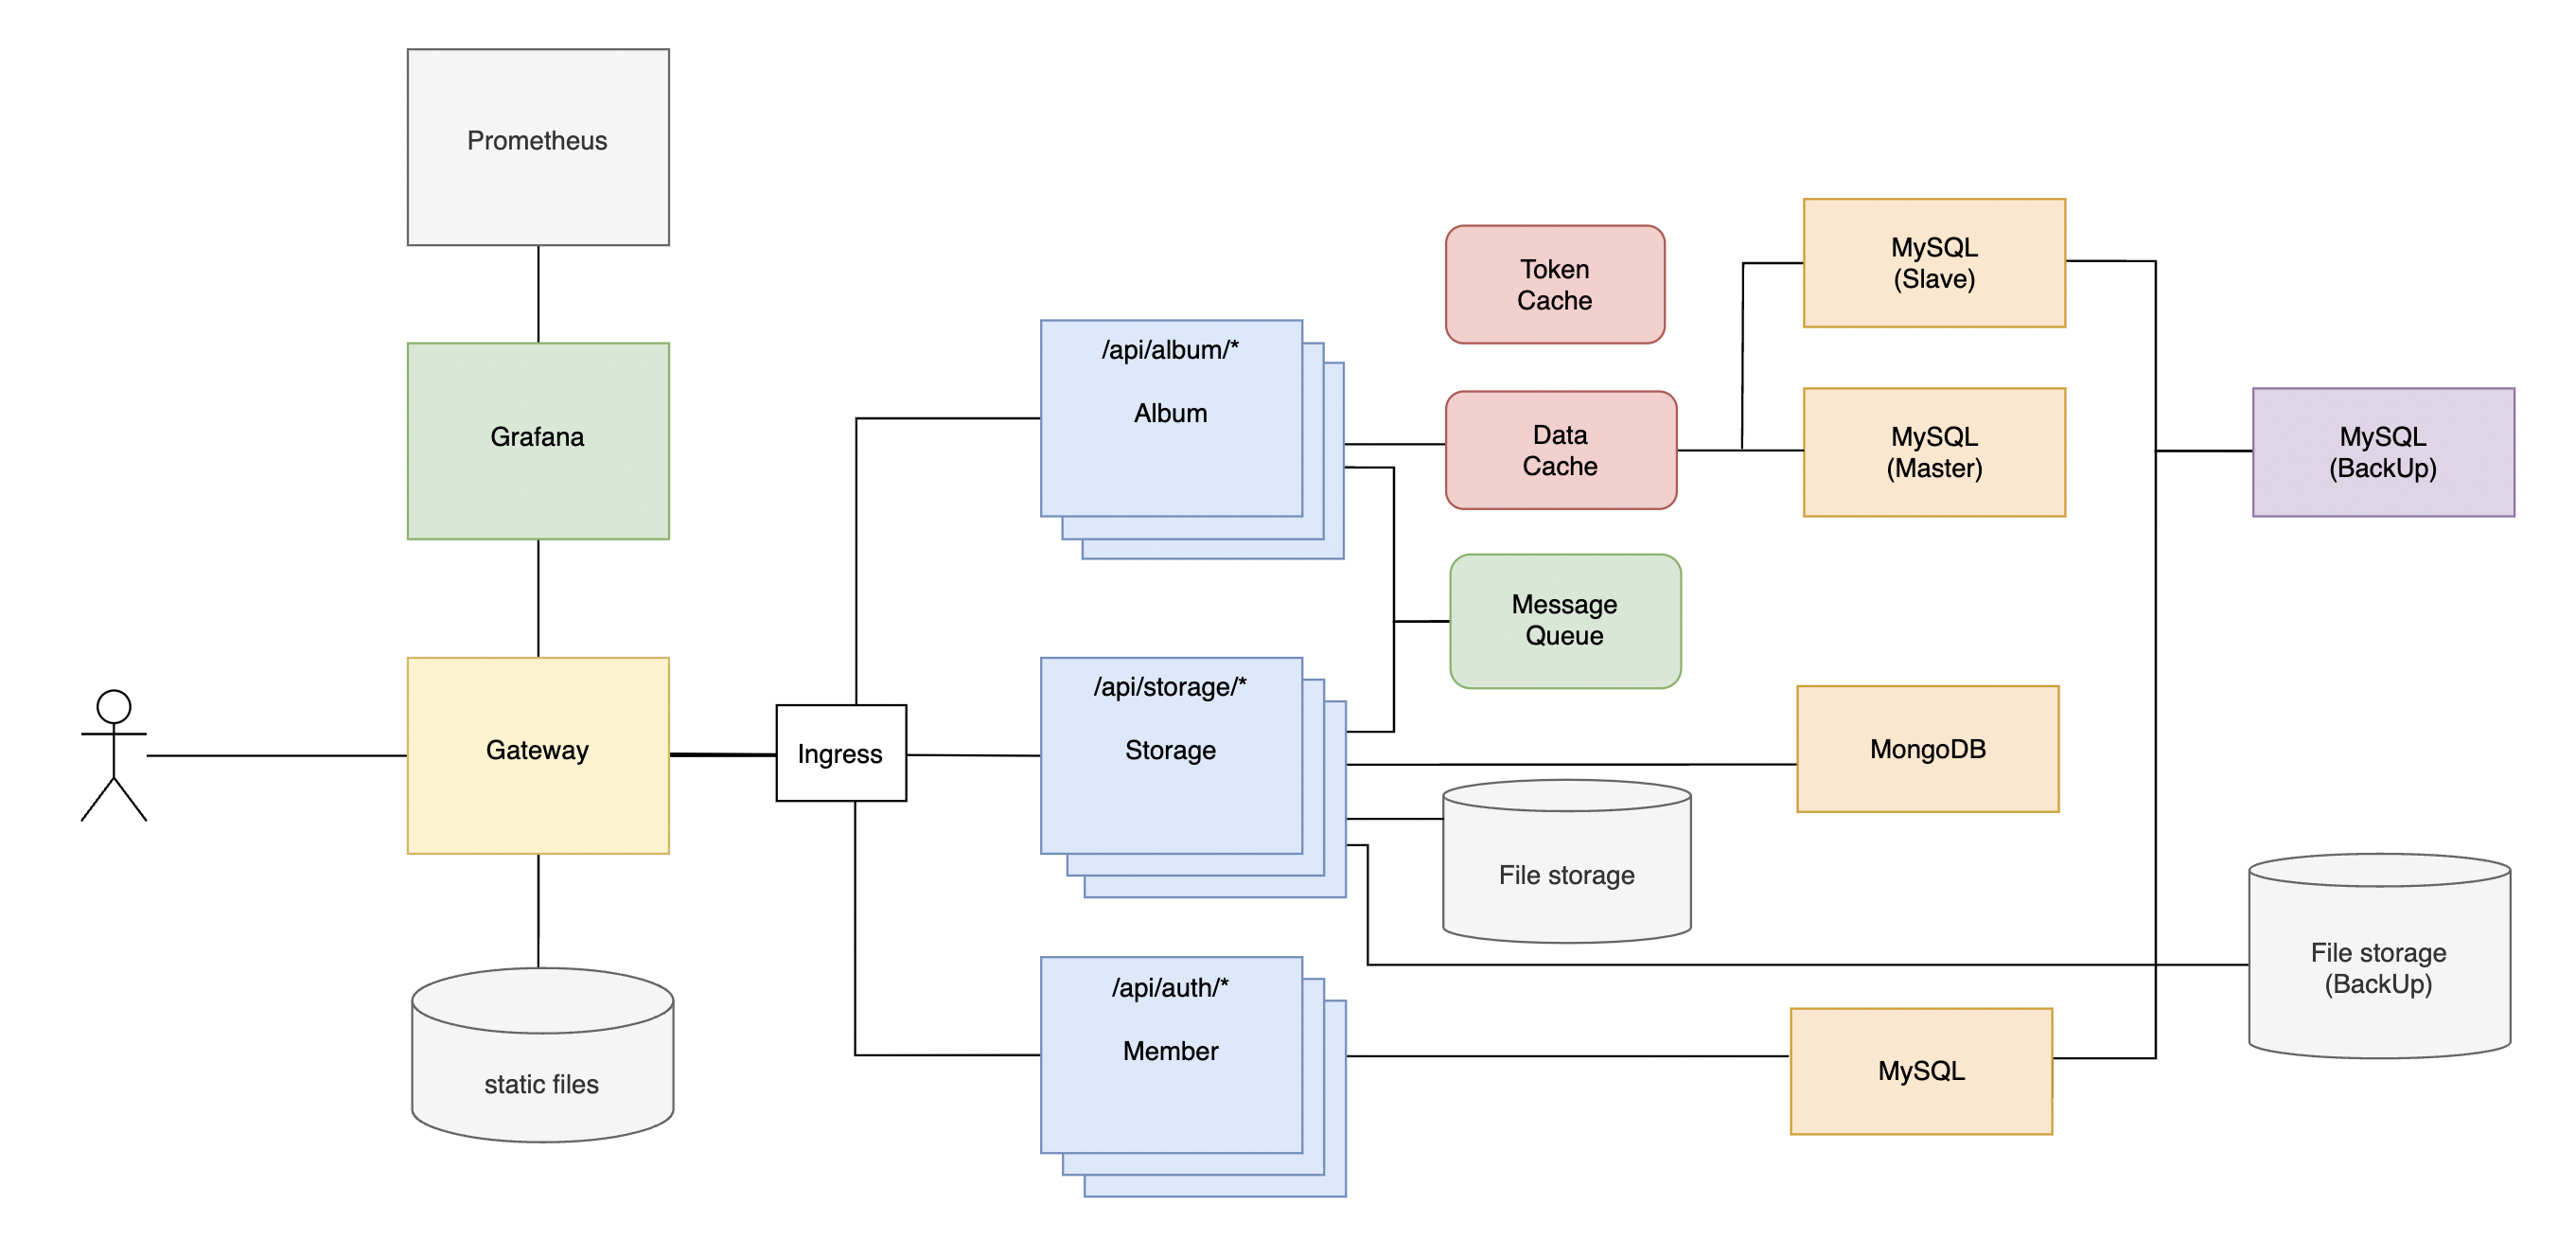 Prometheus
Grafana
Gateway
static files
Ingress
/api/album/*
Album
/api/storage/*
Storage
/api/auth/*
Member
Token
Cache
Data
Cache
Message
Queue
File storage
MySQL
(Slave)
MySQL
(Master)
MongoDB
MySQL
MySQL
(BackUp)
File storage
(BackUp)